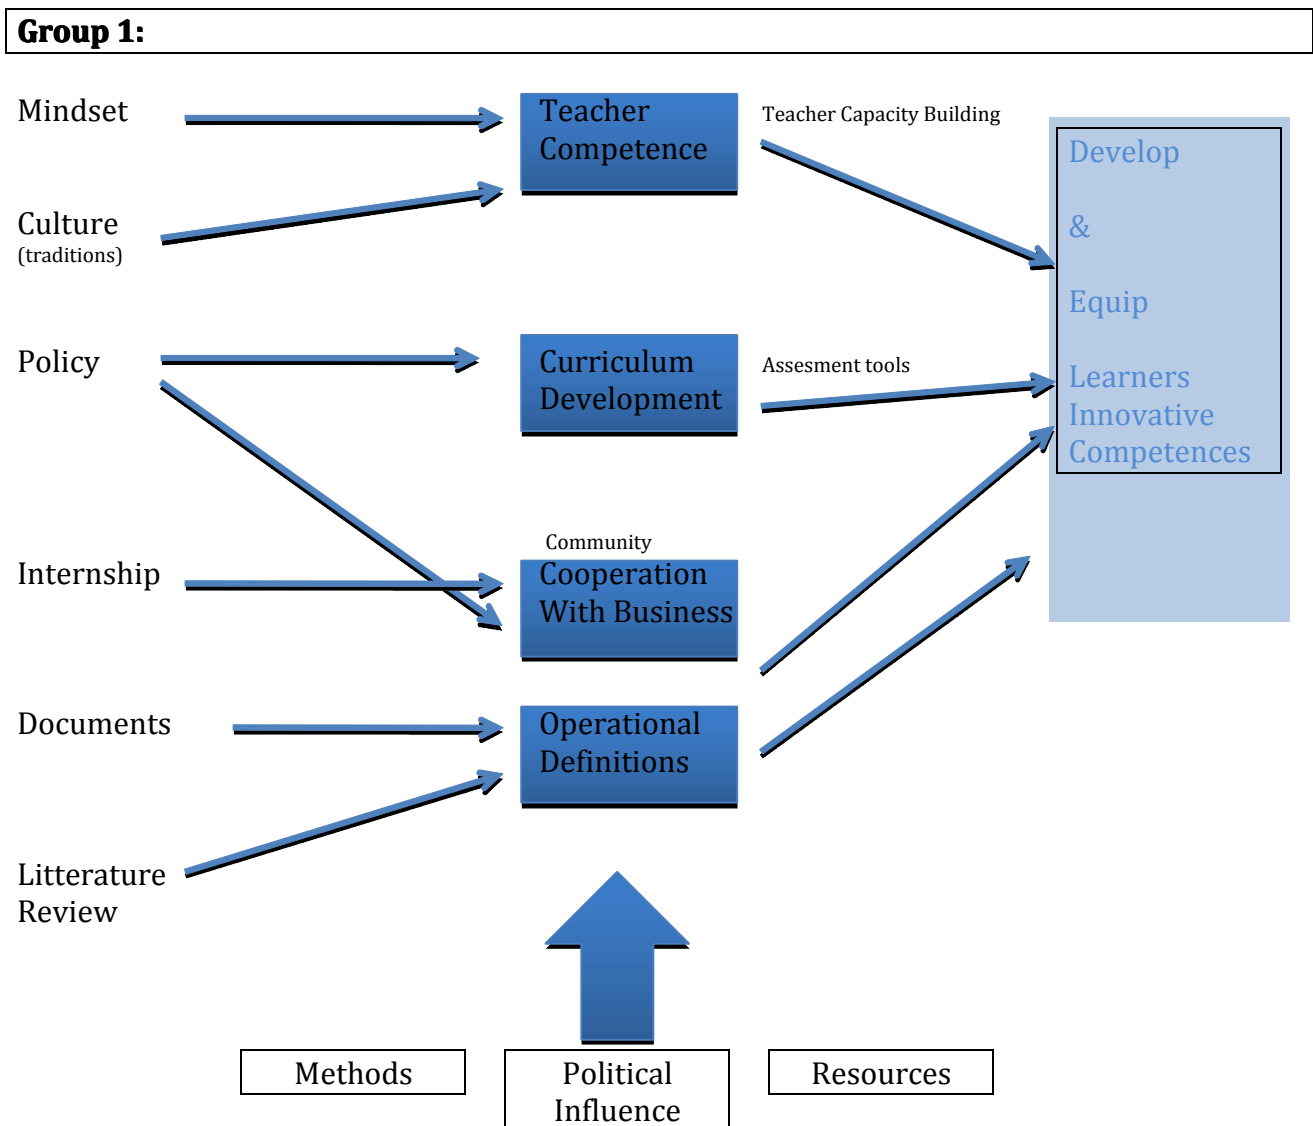 Group 1:
Mindset
Teacher
Competence
Teacher Capacity Building
Culture
(traditions)
Develop
&
Equip
Learners
Innovative
Competences
Policy
Curriculum
Development
Assesment tools
Community
Internship
Cooperation
With Business
Documents
Operational
Definitions
Litterature
Review
Methods
Political
Influence
Resources